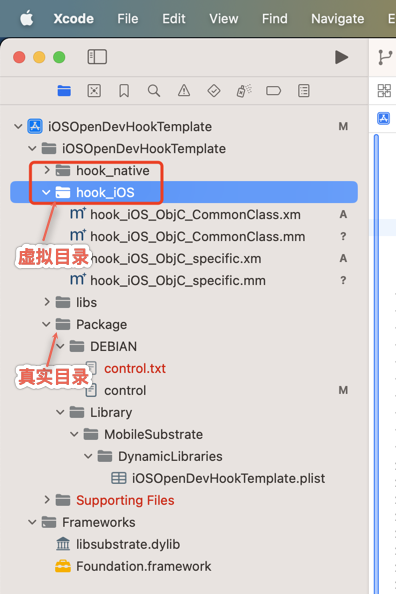 Xcode File Edit View Find Navigate E
iOSOpenDevHookTemplate M
iOSOpenDevHookTemplate
hook_native
hook_iOS
hook_iOS_ObjC_CommonClass.xm A
hook_iOS_ObjC_CommonClass.mm ?
hook_iOS_ObjC_specific.xm A
虚拟目录
hook_iOS_ObjC_specific.mm ?
libs
Package
DEBIAN
control.txt
真实目录
control M
Library
MobileSubstrate
DynamicLibraries
iOSOpenDevHookTemplate.plist
Supporting Files
Frameworks
libsubstrate.dylib
Foundation.framework